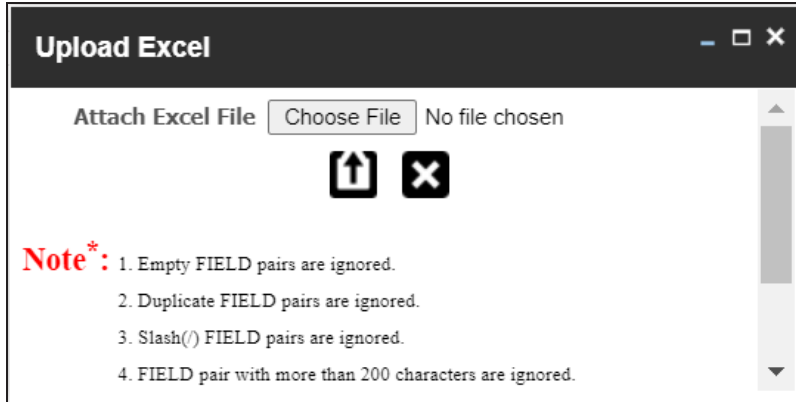 Upload Excel
Attach Excel File Choose File No file chosen
Note*: 1. Empty FIELD pairs are ignored.
2. Duplicate FIELD pairs are ignored.
3. Slash(/) FIELD pairs are ignored.
4. FIELD pair with more than 200 characters are ignored.